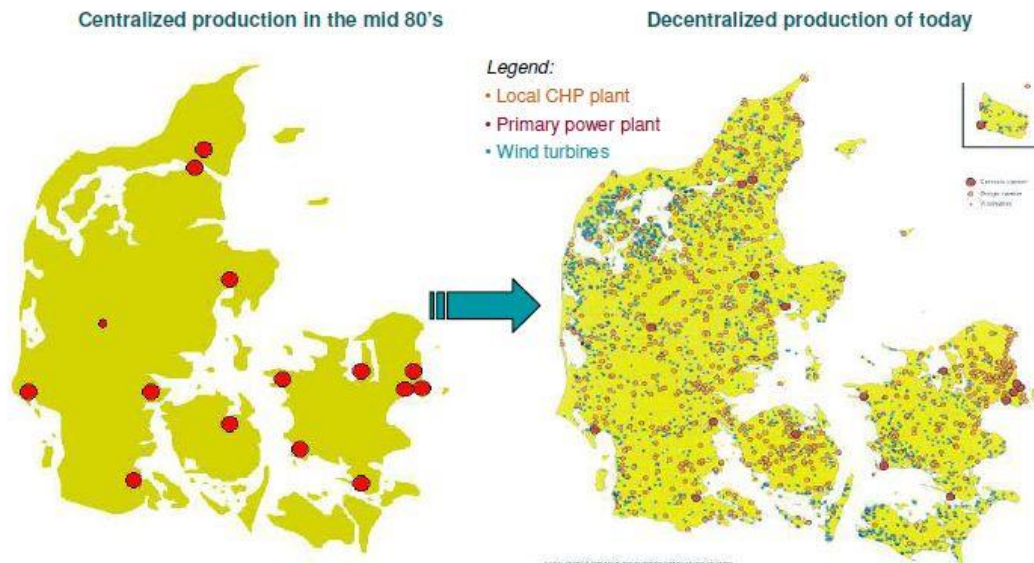 Centralized production in the mid 80's
Decentralized production of today
Legend:
• Local CHP plant
• Primary power plant
• Wind turbines